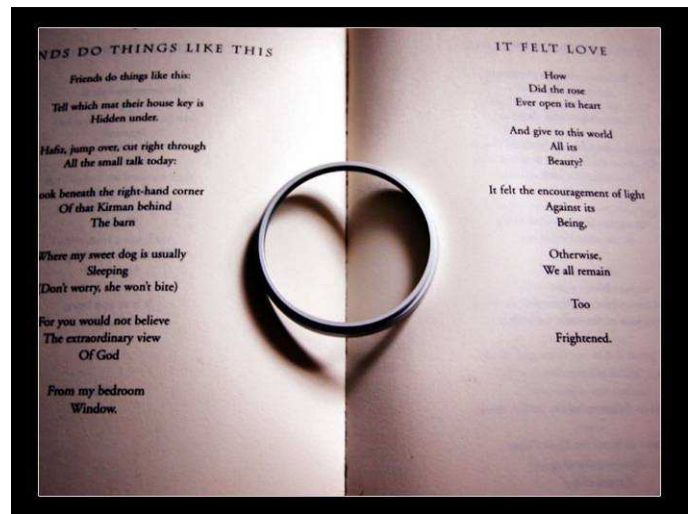 NDS DO THINGS LIKE THIS
Friends do things like this:
Tell which mat their house key is
Hidden under.
Hafiz, jump over, cut right through
All the small talk today:
ook beneath the right-hand corner
Of that Kirman behind
The barn
Where my sweet dog is usually
Sleeping
(Don't worry, she won't bite)
For you would not believe
The extraordinary view
Of God
From my bedroom
Window.
IT FELT LOVE
How
Did the rose
Ever open its heart
And give to this world
All its
Beauty?
It felt the encouragement of light
Against its
Being,
Otherwise,
We all remain
Too
Frightened.